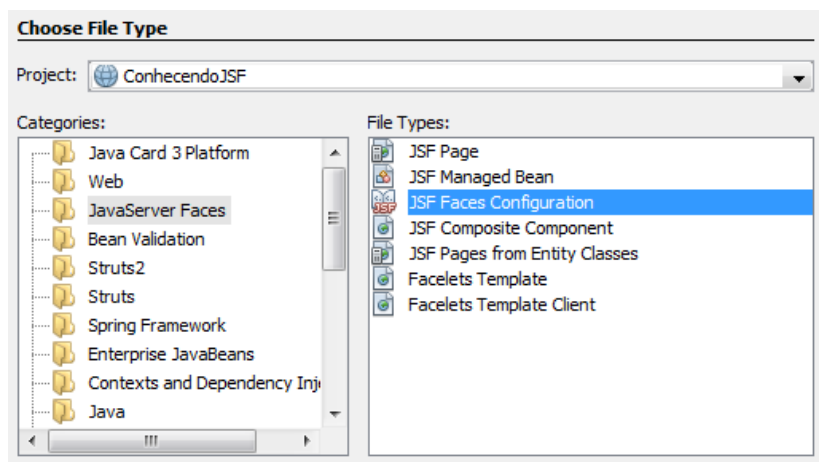 Choose File Type
Project: ConhecendoJSF
Categories:
Java Card 3 Platform
Web
JavaServer Faces
Bean Validation
Struts2
Struts
Spring Framework
Enterprise JavaBeans
Contexts and Dependency Inj
Java
File Types:
JSF Page
JSF Managed Bean
JSF Faces Configuration
JSF Composite Component
JSF Pages from Entity Classes
Facelets Template
Facelets Template Client